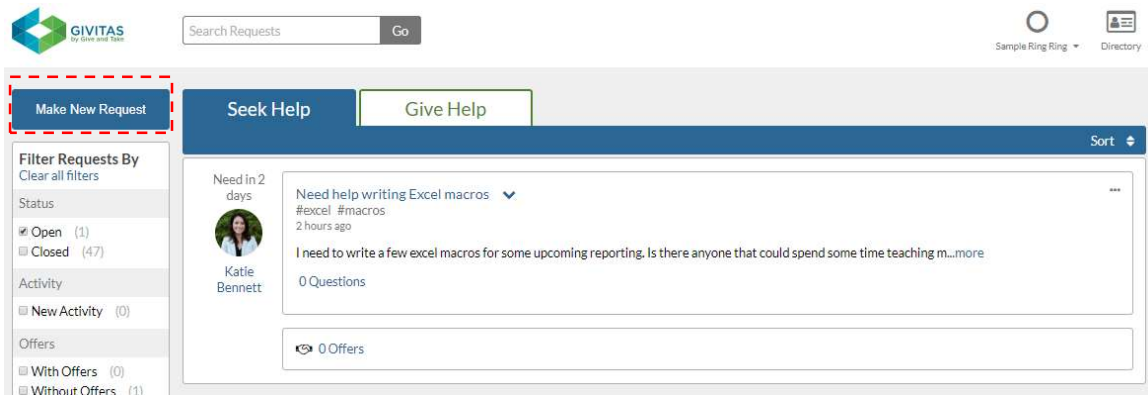 GIVITAS
by Give and Take
Search Requests
Go
Sample Ring Ring
Directory
Make New Request
Seek Help
Give Help
Sort
Filter Requests By
Clear all filters
Status
Open (1)
Closed (47)
Activity
New Activity (0)
Offers
With Offers (0)
Without Offers (1)
Need in 2
days
Katie
Bennett
Need help writing Excel macros
#excel #macros
2 hours ago
I need to write a few excel macros for some upcoming reporting. Is there anyone that could spend some time teaching m...more
0 Questions
0 Offers